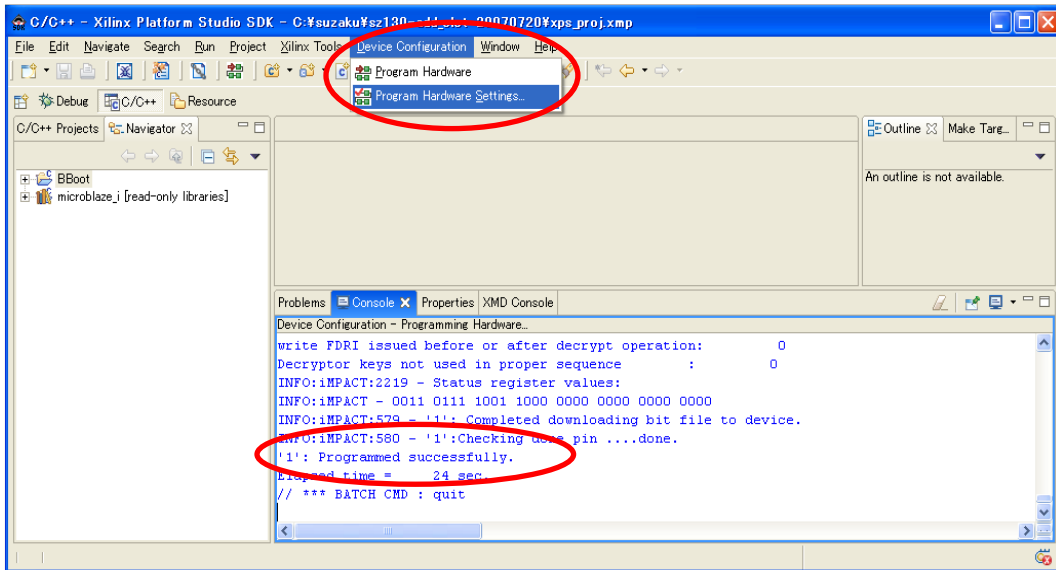 C/C++ - Xilinx Platform Studio SDK - C:¥suzaku¥sz130-add_slot-20070720¥xps_proj.xmp
File Edit Navigate Search Run Project Xilinx Tools Device Configuration Window Help
Program Hardware
Debug C/C++ Resource
Program Hardware Settings...
C/C++ Projects Navigator
Outline Make Targ...
BBoot
An outline is not available.
microblaze_i [read-only libraries]
Problems Console Properties XMD Console
Device Configuration - Programming Hardware...
write FDRI issued before or after decrypt operation: 0
Decryptor keys not used in proper sequence : 0
INFO:iMPACT:2219 - Status register values:
INFO:iMPACT - 0011 0111 1001 1000 0000 0000 0000 0000
INFO:iMPACT:579 - '1': Completed downloading bit file to device.
INFO:iMPACT:580 - '1':Checking done pin ....done.
'1': Programmed successfully.
Elapsed time = 24 sec.
// *** BATCH CMD : quit